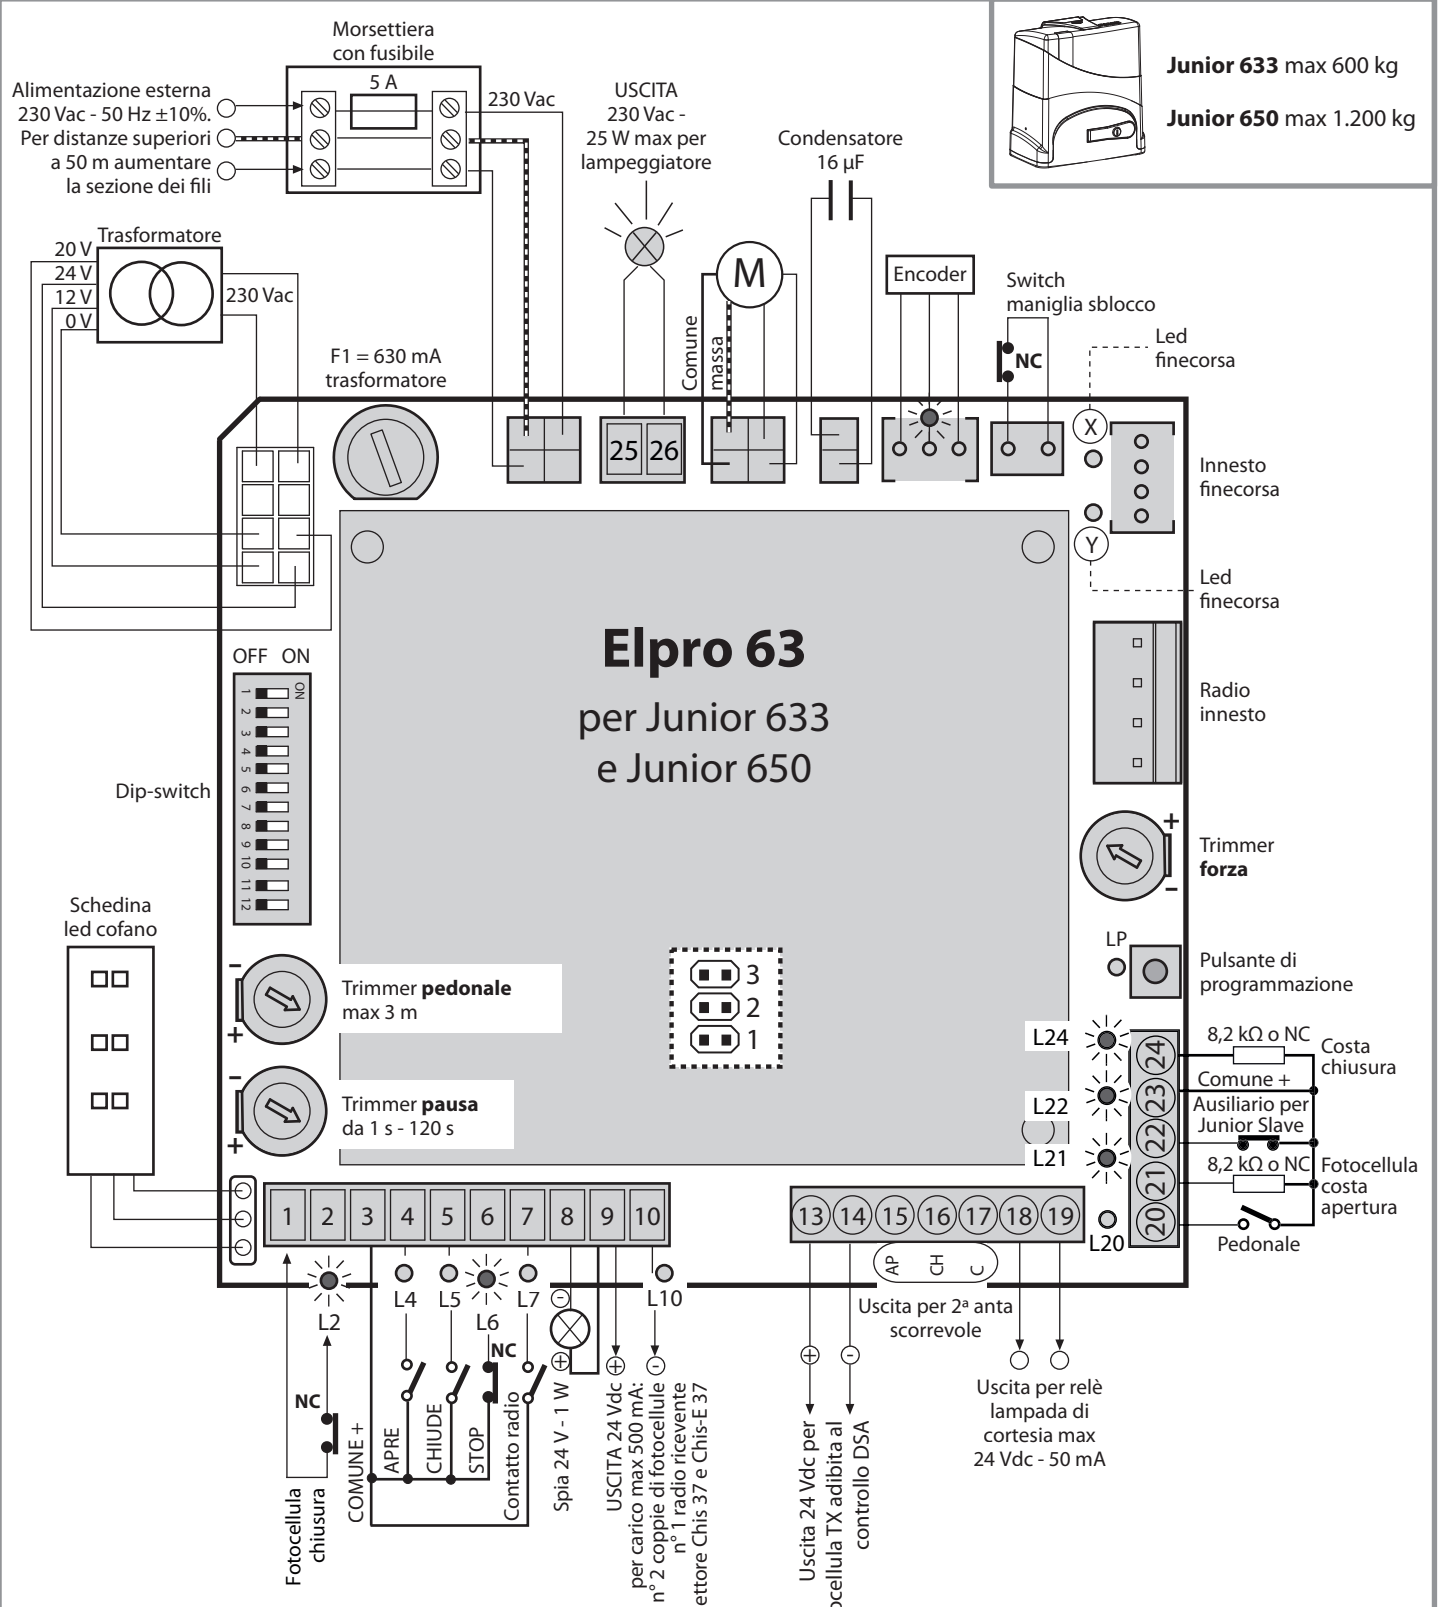 Morsettiera
con fusibile
5 A
Alimentazione esterna
230 Vac - 50 Hz ±10%.
Per distanze superiori
a 50 m aumentare
la sezione dei fili
230 Vac
USCITA
230 Vac -
25 W max per
lampeggiatore
Condensatore
16 µF
Junior 633 max 600 kg
Junior 650 max 1.200 kg
Trasformatore
20 V
24 V
12 V
0 V
230 Vac
F1 = 630 mA
trasformatore
M
Comune
massa
Encoder
Switch
maniglia sblocco
NC
Led
finecorsa
X
25 26
Innesto
finecorsa
Y
Led
finecorsa
Elpro 63
per Junior 633
e Junior 650
OFF ON
ON
1
2
3
4
5
6
7
8
9
10
11
12
Dip-switch
Radio
innesto
+
Trimmer
forza
-
Schedina
led cofano
LP
Pulsante di
programmazione
-
Trimmer pedonale
max 3 m
+
3
2
1
-
Trimmer pausa
da 1 s - 120 s
+
L24
L22
L21
L20
24
23
22
21
20
8,2 kΩ o NC
Costa
chiusura
Comune +
Ausiliario per
Junior Slave
8,2 kΩ o NC
Fotocellula
costa
apertura
Pedonale
1 2 3 4 5 6 7 8 9 10
13 14 15 16 17 18 19
AP CH C
Uscita per 2ª anta
scorrevole
L2
L4
L5
L6
L7
L10
NC
Fotocellula
chiusura
COMUNE +
APRE
CHIUDE
NC
STOP
Contatto radio
-
+
Spia 24 V - 1 W
+
-
USCITA 24 Vdc
per carico max 500 mA:
n° 2 coppie di fotocellule
n° 1 radio ricevente
ettore Chis 37 e Chis-E 37
+
-
Uscita 24 Vdc per
ocellula TX adibita al
controllo DSA
Uscita per relè
lampada di
cortesia max
24 Vdc - 50 mA